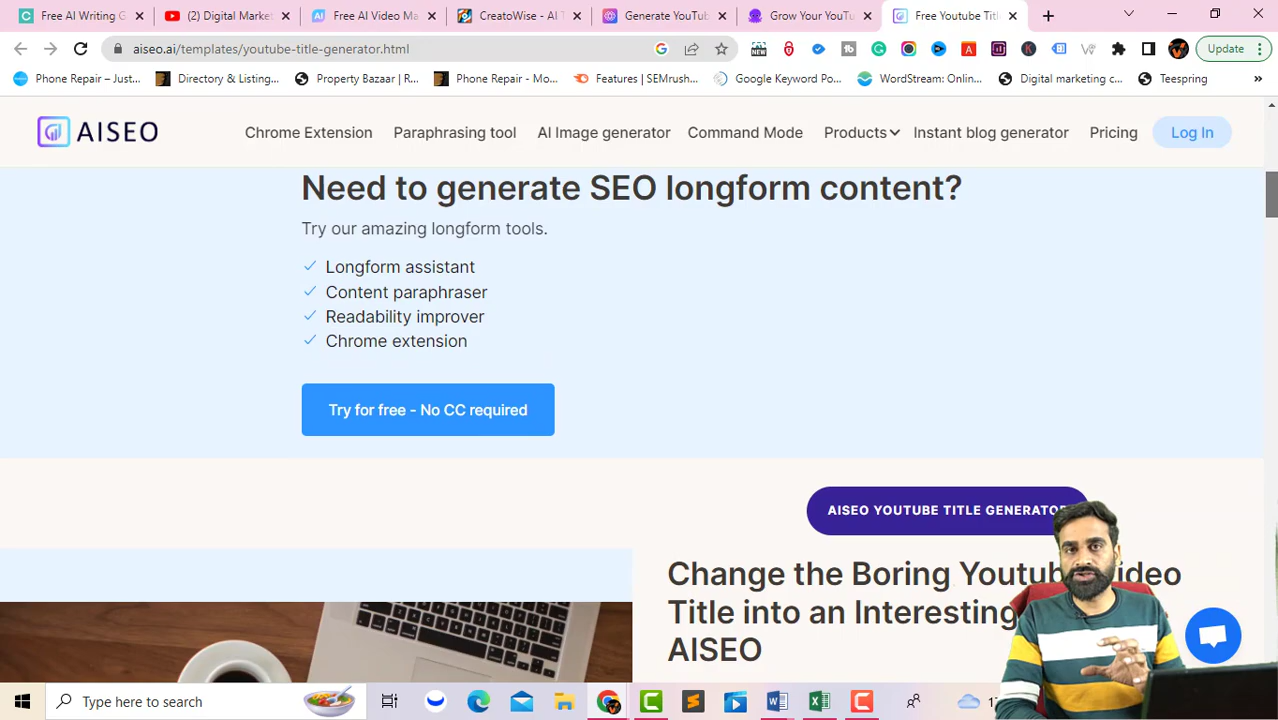 Free AI Writing G
(2) Digital Market
Free AI Video Ma
CreatoWise - AI T
Generate YouTu
Grow Your YouTu
Free Youtube Titl
aiseo.ai/templates/youtube-title-generator.html
Update
Phone Repair – Just...
Directory & Listing...
Property Bazaar | R...
Phone Repair - Mo...
Features | SEMrush...
Google Keyword Po...
WordStream: Onlin...
Digital marketing c...
Teespring
AISEO
Chrome Extension
Paraphrasing tool
AI Image generator
Command Mode
Products
Instant blog generator
Pricing
Log In
Need to generate SEO longform content?
Try our amazing longform tools.
Longform assistant
Content paraphraser
Readability improver
Chrome extension
Try for free - No CC required
AISEO YOUTUBE TITLE GENERATOR
Change the Boring Youtube Video
Title into an Interesting
AISEO
Type here to search